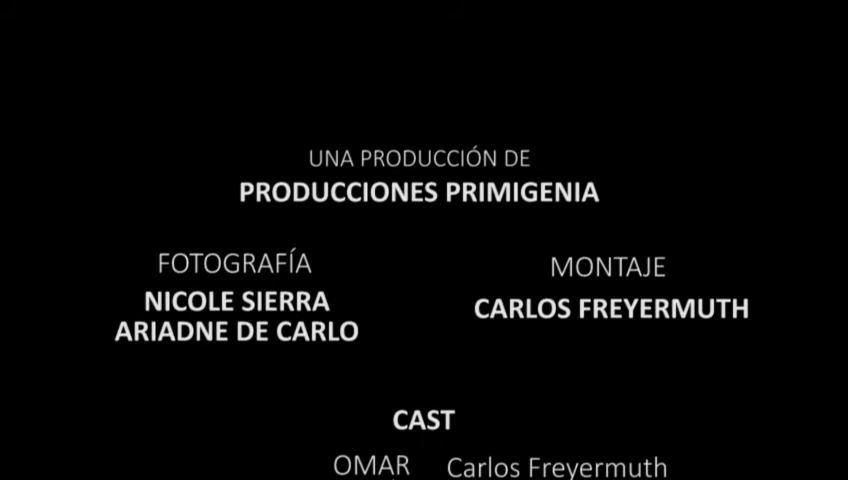 UNA PRODUCCIÓN DE
PRODUCCIONES PRIMIGENIA
FOTOGRAFÍA
NICOLE SIERRA
ARIADNE DE CARLO
MONTAJE
CARLOS FREYERMUTH
CAST
OMAR Carlos Freyermuth